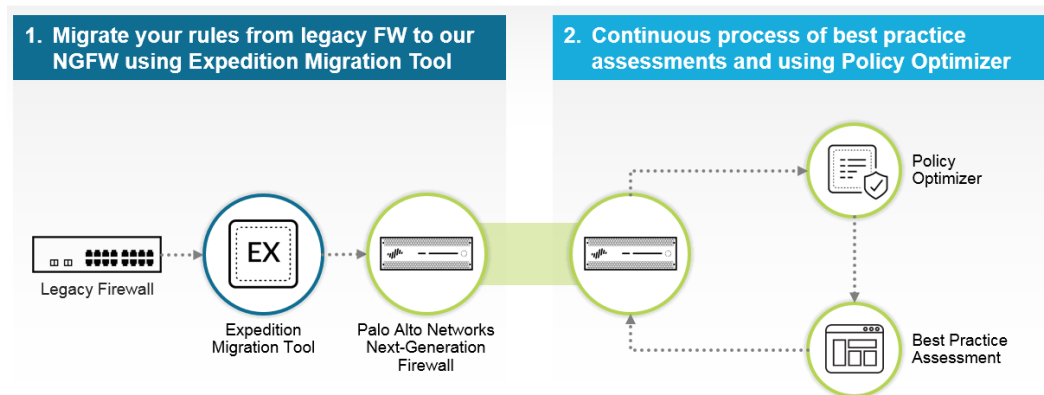 1. Migrate your rules from legacy FW to our
NGFW using Expedition Migration Tool
2. Continuous process of best practice
assessments and using Policy Optimizer
Legacy Firewall
EX
Expedition
Migration Tool
Palo Alto Networks
Next-Generation
Firewall
Policy
Optimizer
Best Practice
Assessment